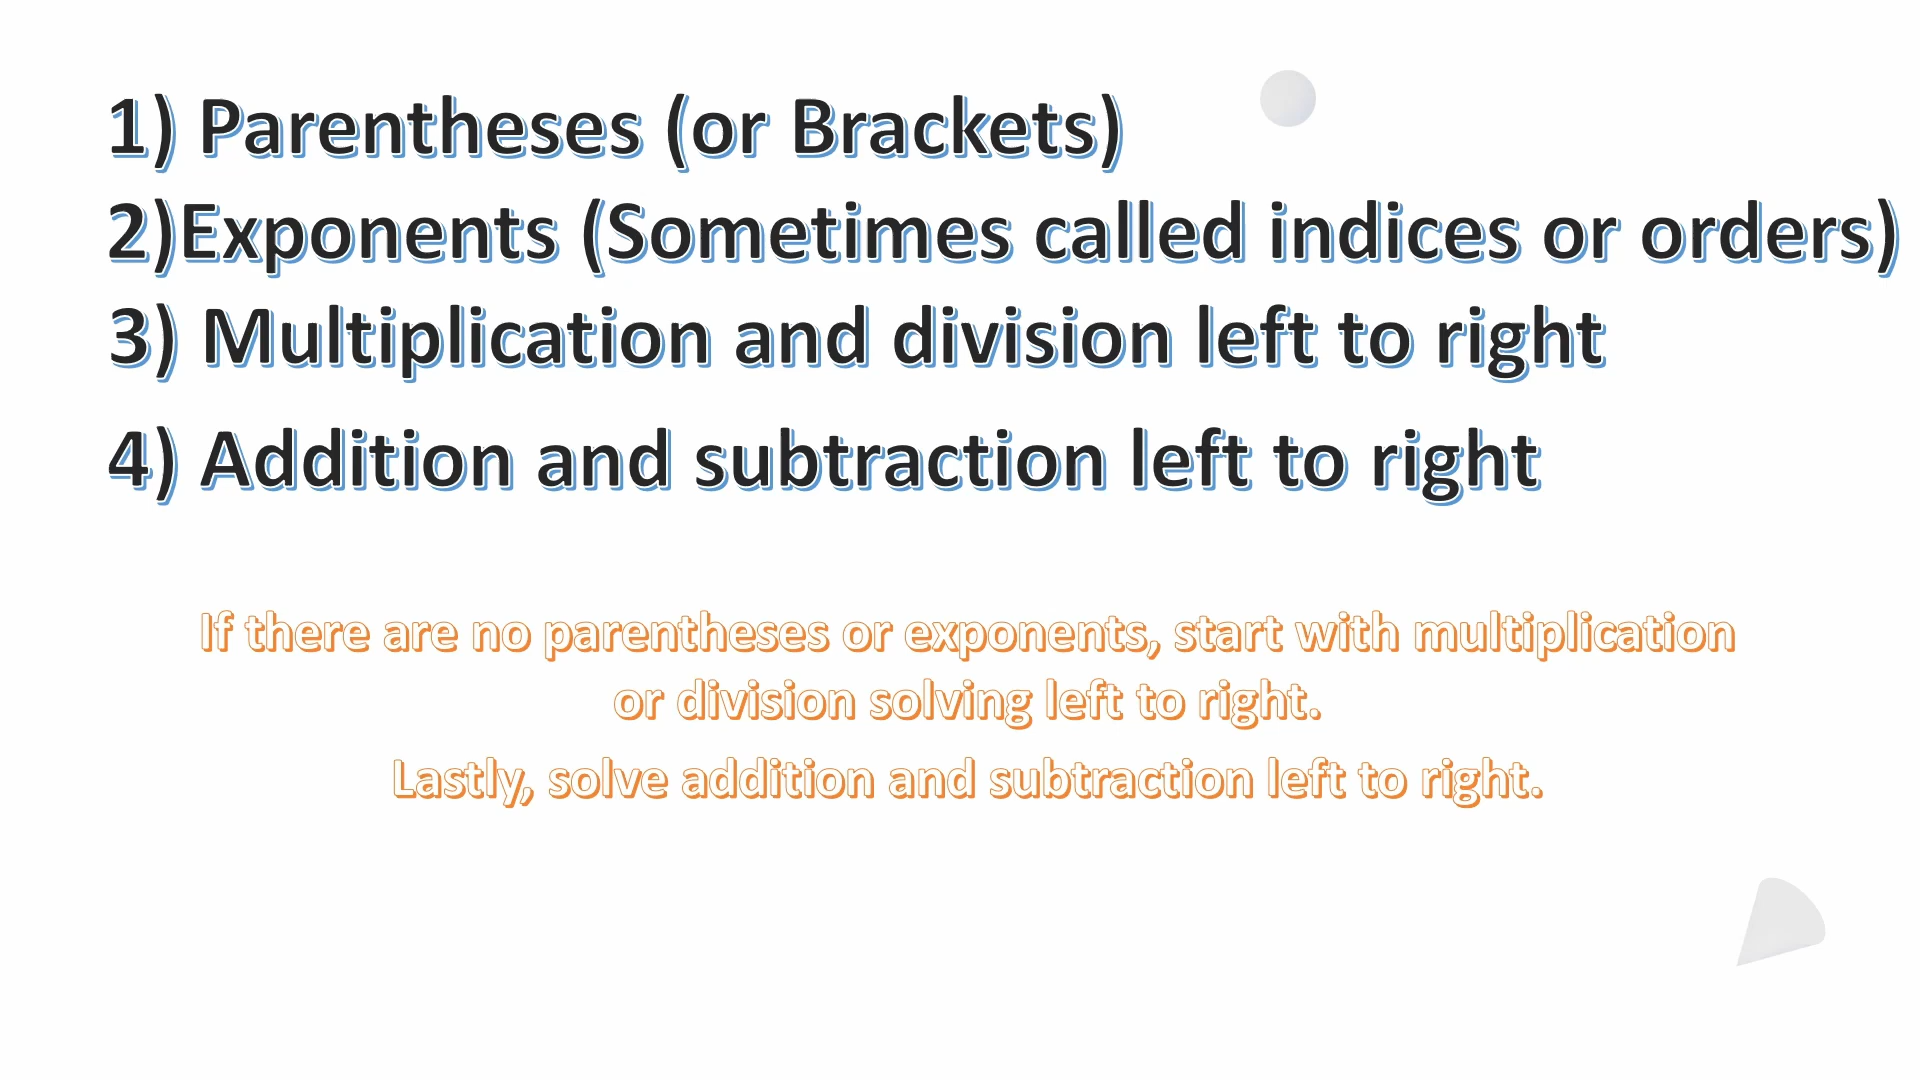 1) Parentheses (or Brackets)
2)Exponents (Sometimes called indices or orders)
3) Multiplication and division left to right
4) Addition and subtraction left to right
If there are no parentheses or exponents, start with multiplication
or division solving left to right.
Lastly, solve addition and subtraction left to right.